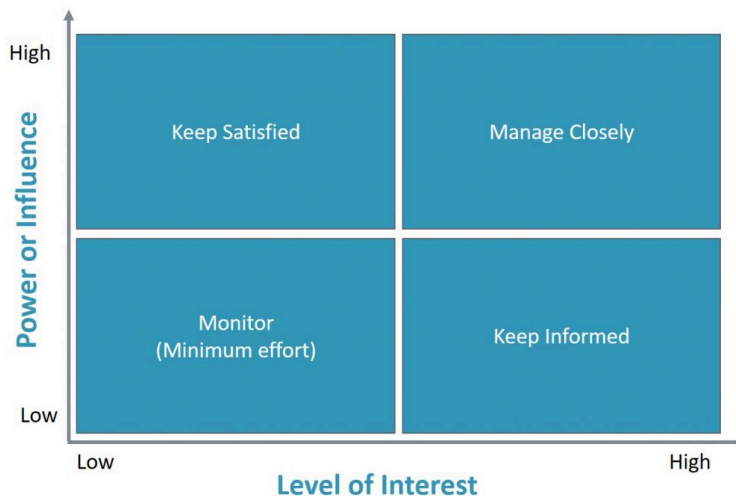 High
Keep Satisfied
Manage Closely
Power or Influence
Monitor
(Minimum effort)
Keep Informed
Low
Low
High
Level of Interest